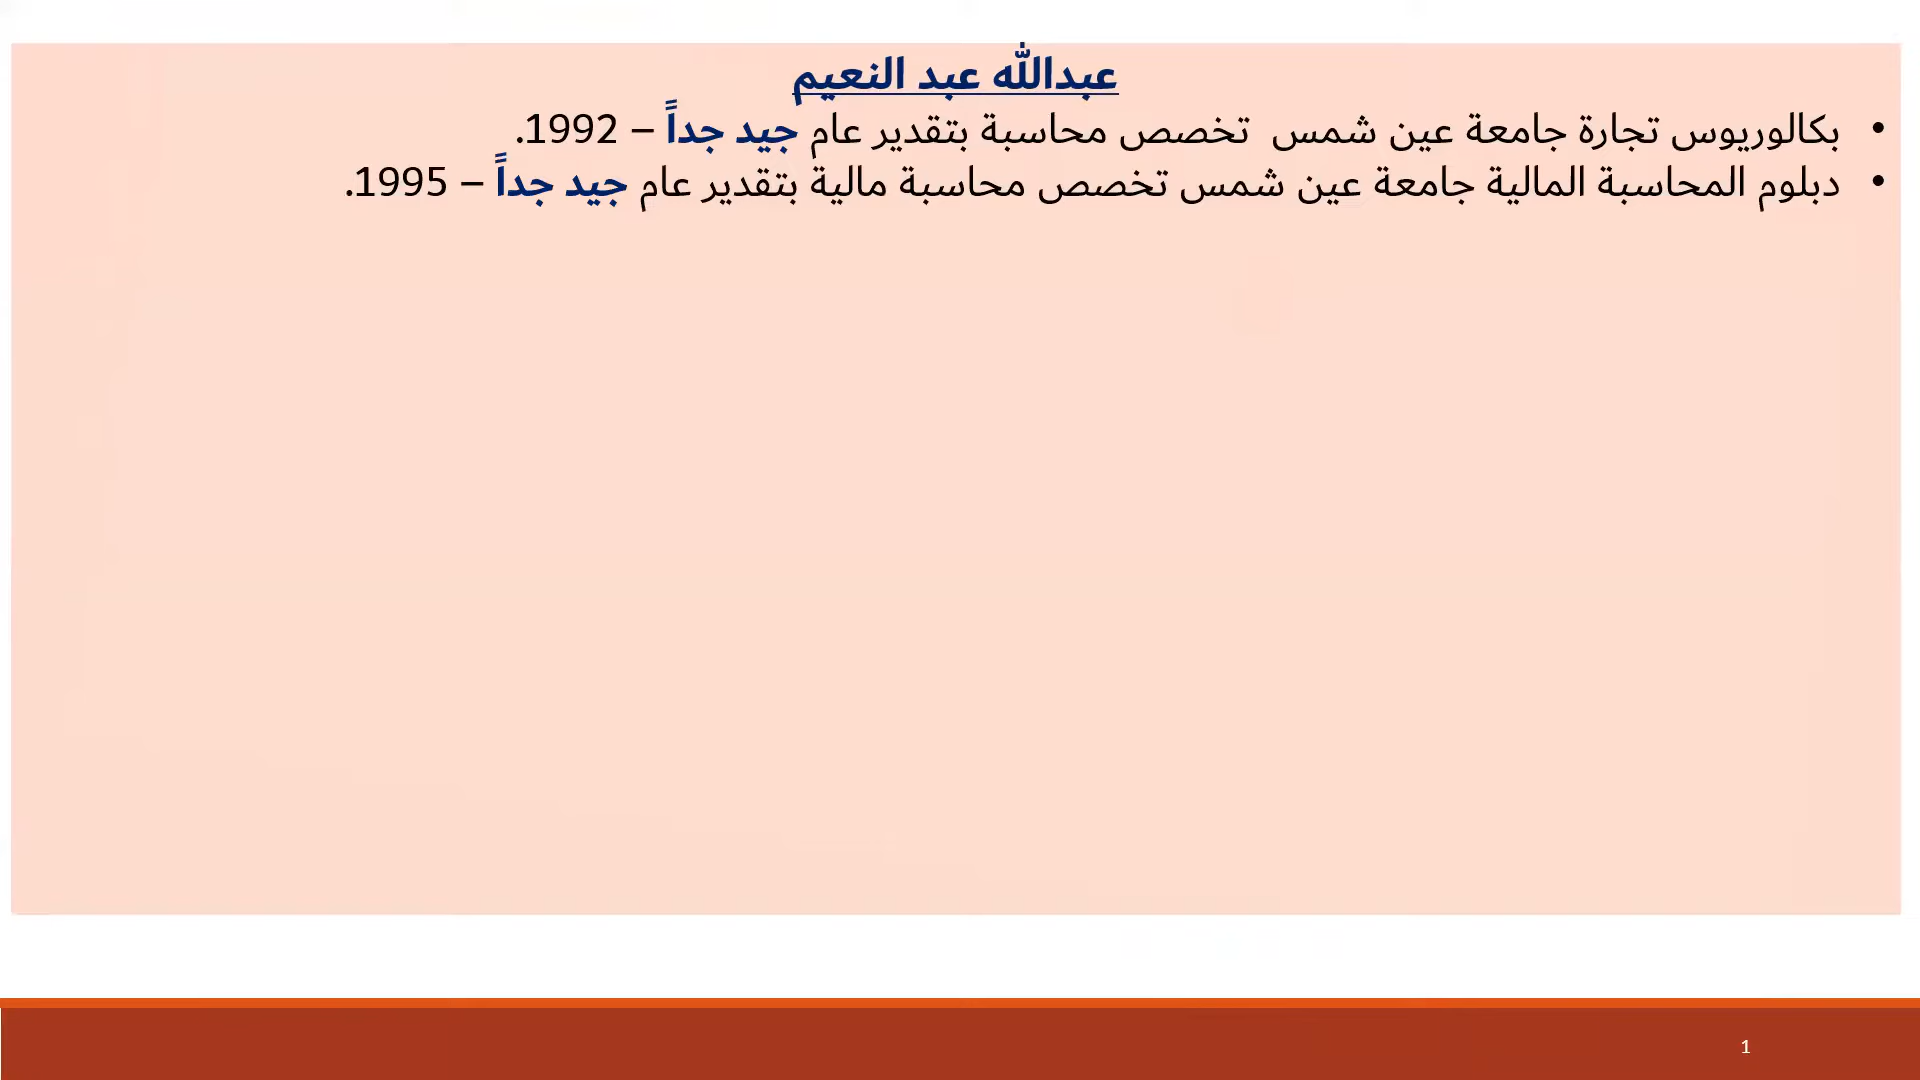 عبدالله عبد النعيم
• بكالوريوس تجارة جامعة عين شمس  تخصص محاسبة بتقدير عام جيد جداً – 1992.
• دبلوم المحاسبة المالية جامعة عين شمس تخصص محاسبة مالية بتقدير عام جيد جداً – 1995.
1